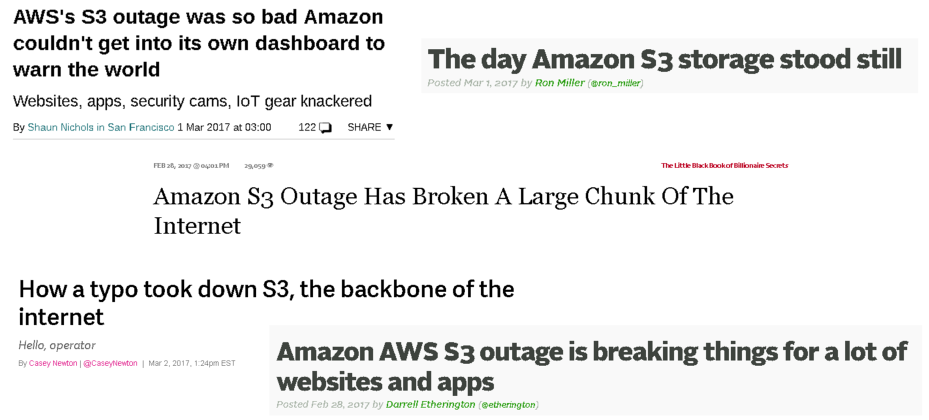 AWS's S3 outage was so bad Amazon
couldn't get into its own dashboard to
warn the world
Websites, apps, security cams, IoT gear knackered
By Shaun Nichols in San Francisco 1 Mar 2017 at 03:00 122 SHARE ▼
The day Amazon S3 storage stood still
Posted Mar 1, 2017 by Ron Miller (@ron_miller)
FEB 28, 2017 @ 04:01 PM 29,059 The Little Black Book of Billionaire Secrets
Amazon S3 Outage Has Broken A Large Chunk Of The
Internet
How a typo took down S3, the backbone of the
internet
Hello, operator
By Casey Newton | @CaseyNewton | Mar 2, 2017, 1:24pm EST
Amazon AWS S3 outage is breaking things for a lot of
websites and apps
Posted Feb 28, 2017 by Darrell Etherington (@etherington)